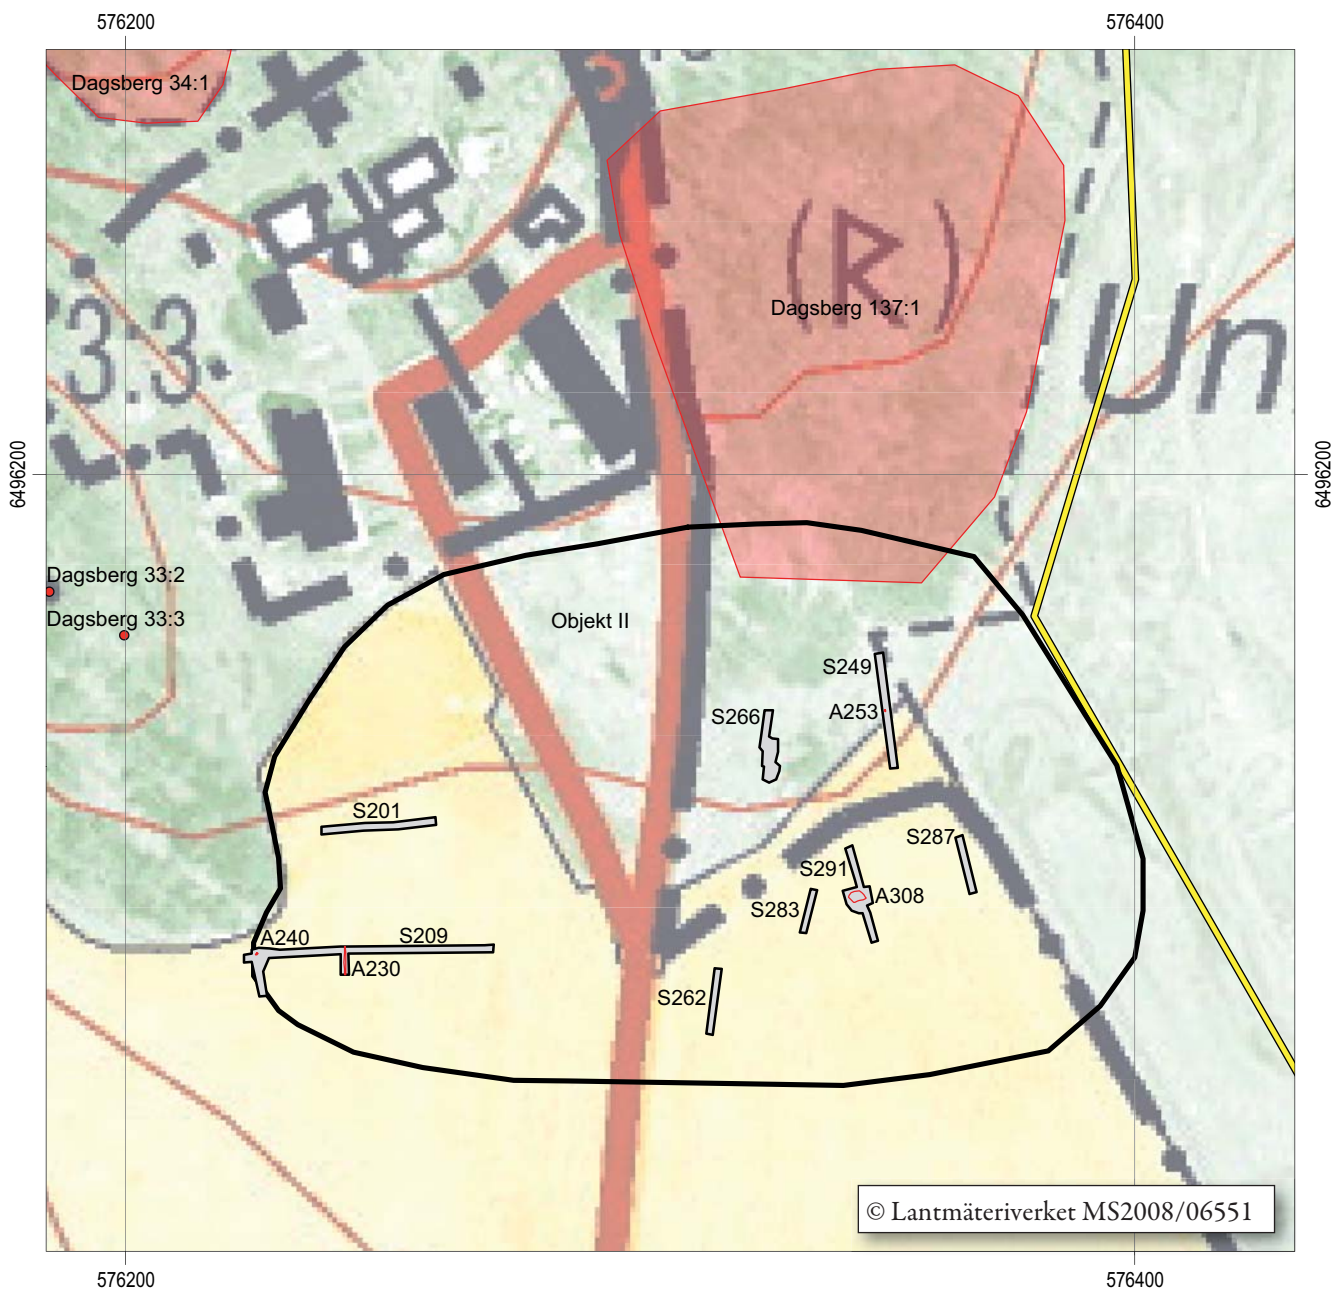 576200
576400
Dagsberg 34:1
(R)
Dagsberg 137:1
3.3.
Un
6496200
6496200
Dagsberg 33:2
Dagsberg 33:3
Objekt II
S249
A253
S266
S201
S287
S291
A308
S283
A240
S209
A230
S262
© Lantmäteriverket MS2008/06551
576200
576400